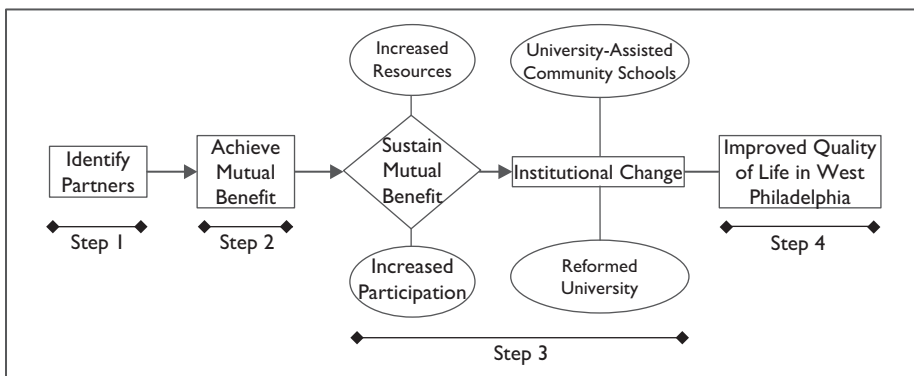 Increased
Resources
University-Assisted
Community Schools
Identify
Partners
Achieve
Mutual
Benefit
Sustain
Mutual
Benefit
Institutional Change
Improved Quality
of Life in West
Philadelphia
Step 1
Step 2
Increased
Participation
Reformed
University
Step 4
Step 3